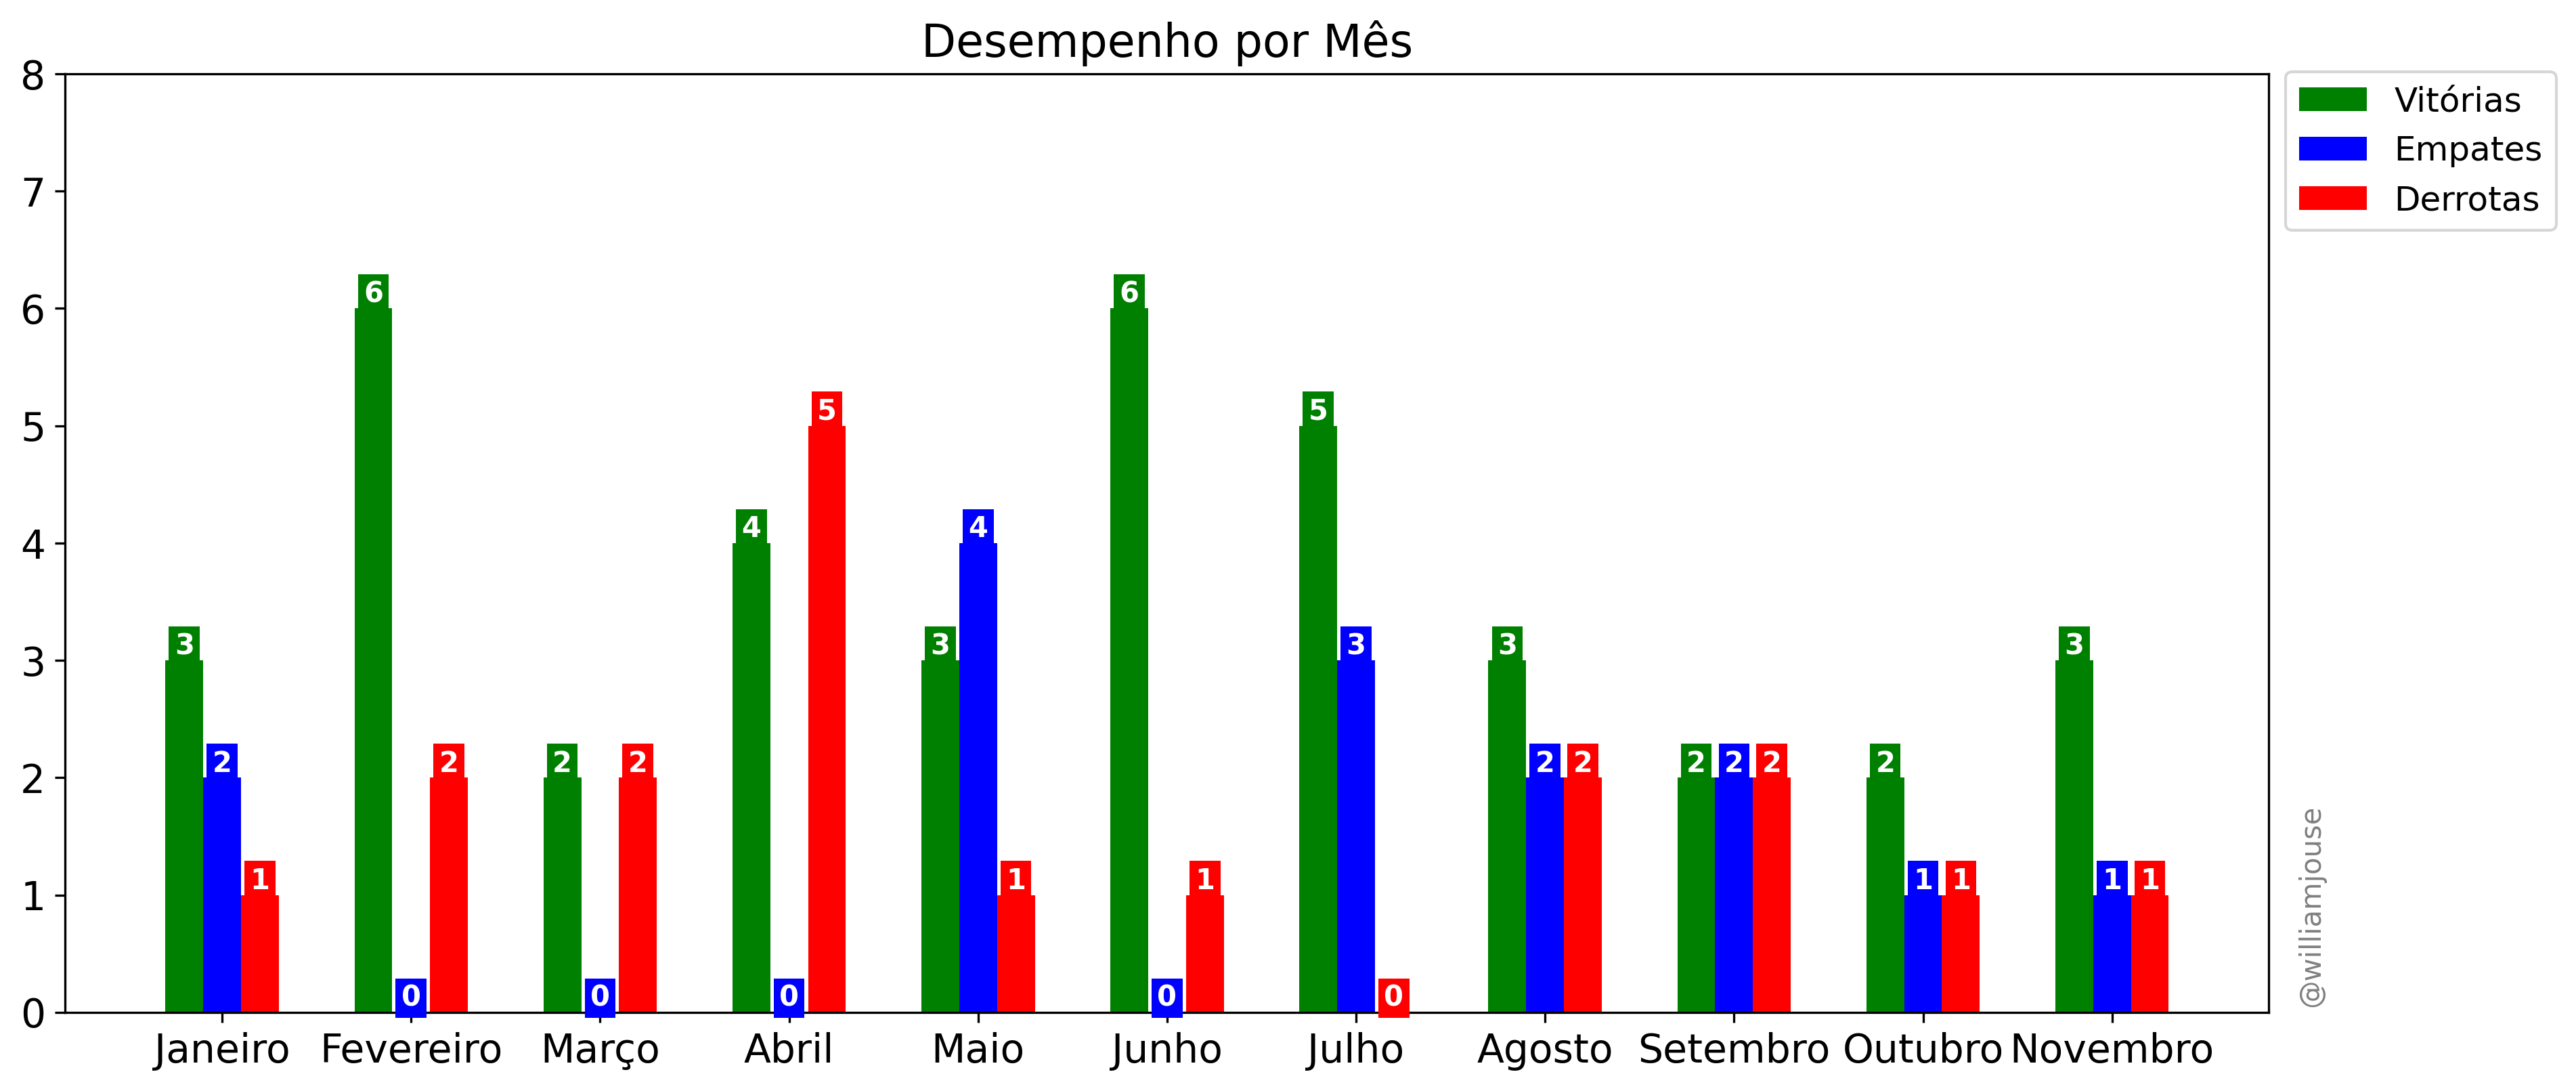 Desempenho por Mês
Vitórias
Empates
Derrotas
8
7
6
5
4
3
2
1
0
3 2 1
6 0 2
2 0 2
4 0 5
3 4 1
6 0 1
5 3 0
3 2 2
2 2 2
2 1 1
3 1 1
Janeiro Fevereiro Março Abril Maio Junho Julho Agosto Setembro Outubro Novembro
@williamjouse